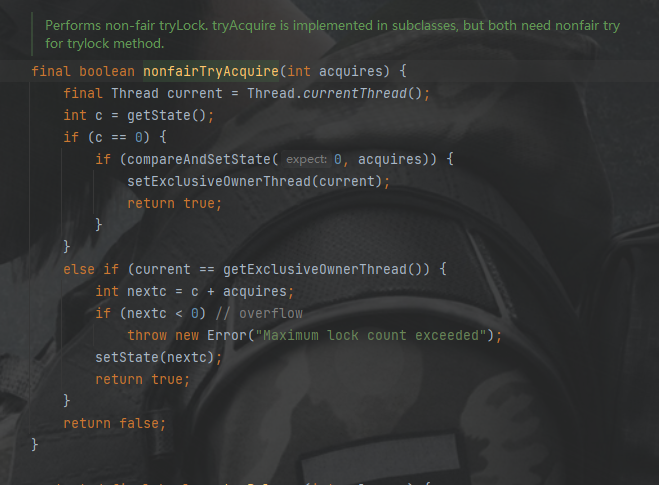 Performs non-fair tryLock. tryAcquire is implemented in subclasses, but both need nonfair try
for trylock method.
final boolean nonfairTryAcquire(int acquires) {
    final Thread current = Thread.currentThread();
    int c = getState();
    if (c == 0) {
        if (compareAndSetState( expect: 0, acquires)) {
            setExclusiveOwnerThread(current);
            return true;
        }
    }
    else if (current == getExclusiveOwnerThread()) {
        int nextc = c + acquires;
        if (nextc < 0) // overflow
            throw new Error("Maximum lock count exceeded");
        setState(nextc);
        return true;
    }
    return false;
}